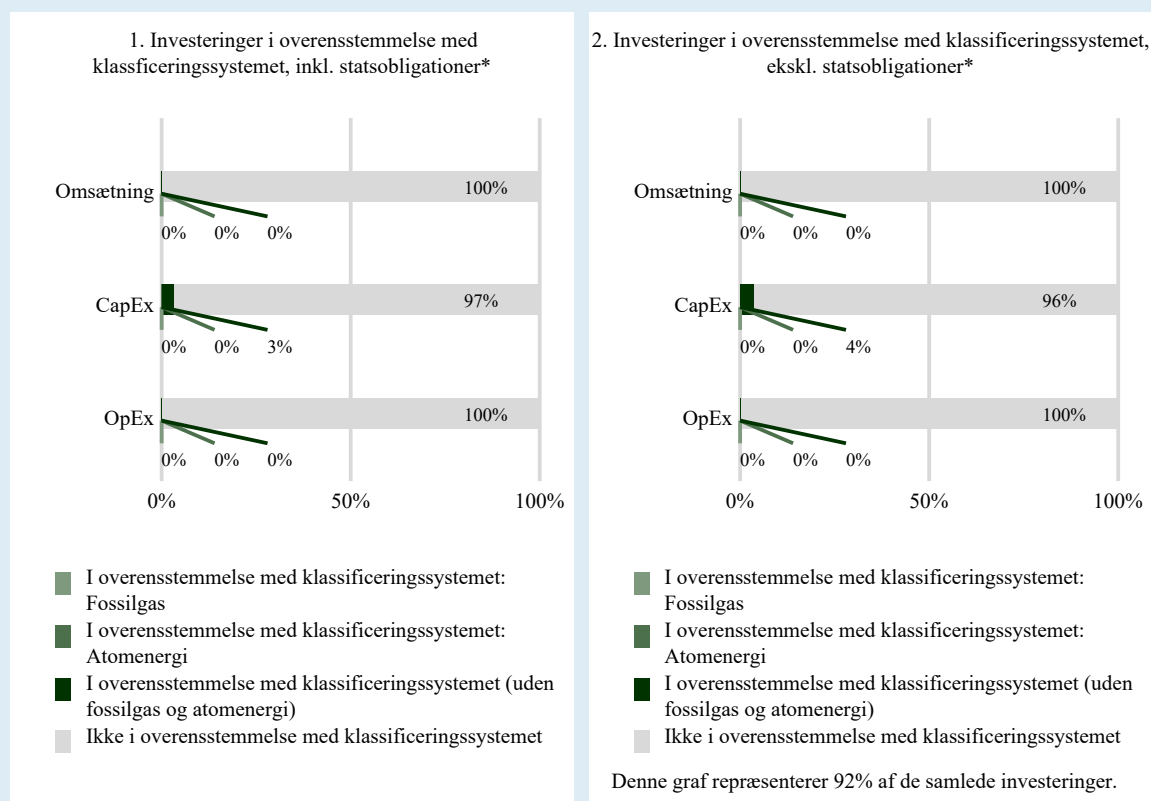 1. Investeringer i overensstemmelse med
klassficeringssystemet, inkl. statsobligationer*
Omsætning
100%
0% 0% 0%
CapEx
97%
0% 0% 3%
OpEx
100%
0% 0% 0%
0% 50% 100%
I overensstemmelse med klassificeringssystemet:
Fossilgas
I overensstemmelse med klassificeringssystemet:
Atomenergi
I overensstemmelse med klassificeringssystemet (uden
fossilgas og atomenergi)
Ikke i overensstemmelse med klassificeringssystemet
2. Investeringer i overensstemmelse med klassificeringssystemet,
ekskl. statsobligationer*
Omsætning
100%
0% 0% 0%
CapEx
96%
0% 0% 4%
OpEx
100%
0% 0% 0%
0% 50% 100%
I overensstemmelse med klassificeringssystemet:
Fossilgas
I overensstemmelse med klassificeringssystemet:
Atomenergi
I overensstemmelse med klassificeringssystemet (uden
fossilgas og atomenergi)
Ikke i overensstemmelse med klassificeringssystemet
Denne graf repræsenterer 92% af de samlede investeringer.